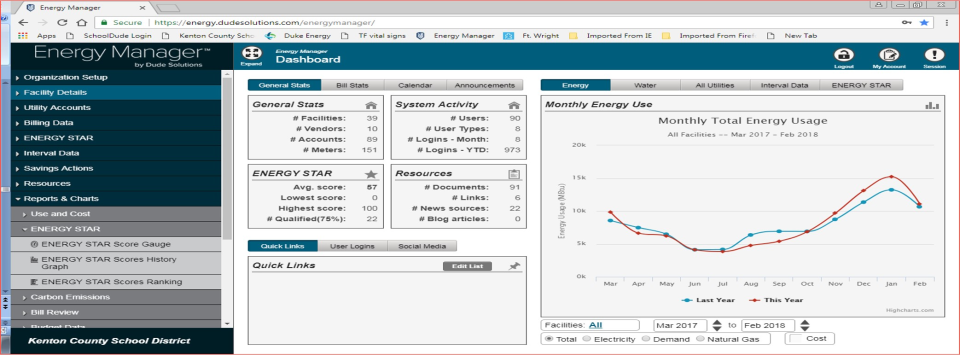 Energy Manager
Secure | https://energy.dudesolutions.com/energymanager/
Apps SchoolDude Login Kenton County Scho Duke Energy TF vital signs Energy Manager Ft. Wright Imported From IE Imported From Firef New Tab
Energy Manager™
by Dude Solutions
Expand
Energy Manager
Dashboard
Logout My Account Session
Organization Setup
Facility Details
Utility Accounts
Billing Data
ENERGY STAR
Interval Data
Savings Actions
Resources
Reports & Charts
Use and Cost
ENERGY STAR
ENERGY STAR Score Gauge
ENERGY STAR Scores History
Graph
ENERGY STAR Scores Ranking
Carbon Emissions
Bill Review
Budget Data
Kenton County School District
General Stats Bill Stats Calendar Announcements
General Stats
# Facilities: 39
# Vendors: 10
# Accounts: 89
# Meters: 151
System Activity
# Users: 90
# User Types: 8
# Logins - Month: 8
# Logins - YTD: 973
ENERGY STAR
Avg. score: 57
Lowest score: 0
Highest score: 100
# Qualified(75%): 22
Resources
# Documents: 91
# Links: 6
# News sources: 22
# Blog articles: 0
Quick Links User Logins Social Media
Quick Links Edit List
Energy Water All Utilities Interval Data ENERGY STAR
Monthly Energy Use
Monthly Total Energy Usage
All Facilities -- Mar 2017 - Feb 2018
Energy Usage (MBtu)
20k
15k
10k
5k
0k
Mar Apr May Jun Jul Aug Sep Oct Nov Dec Jan Feb
Last Year This Year
Highcharts.com
Facilities: All Mar 2017 to Feb 2018
Total Electricity Demand Natural Gas Cost